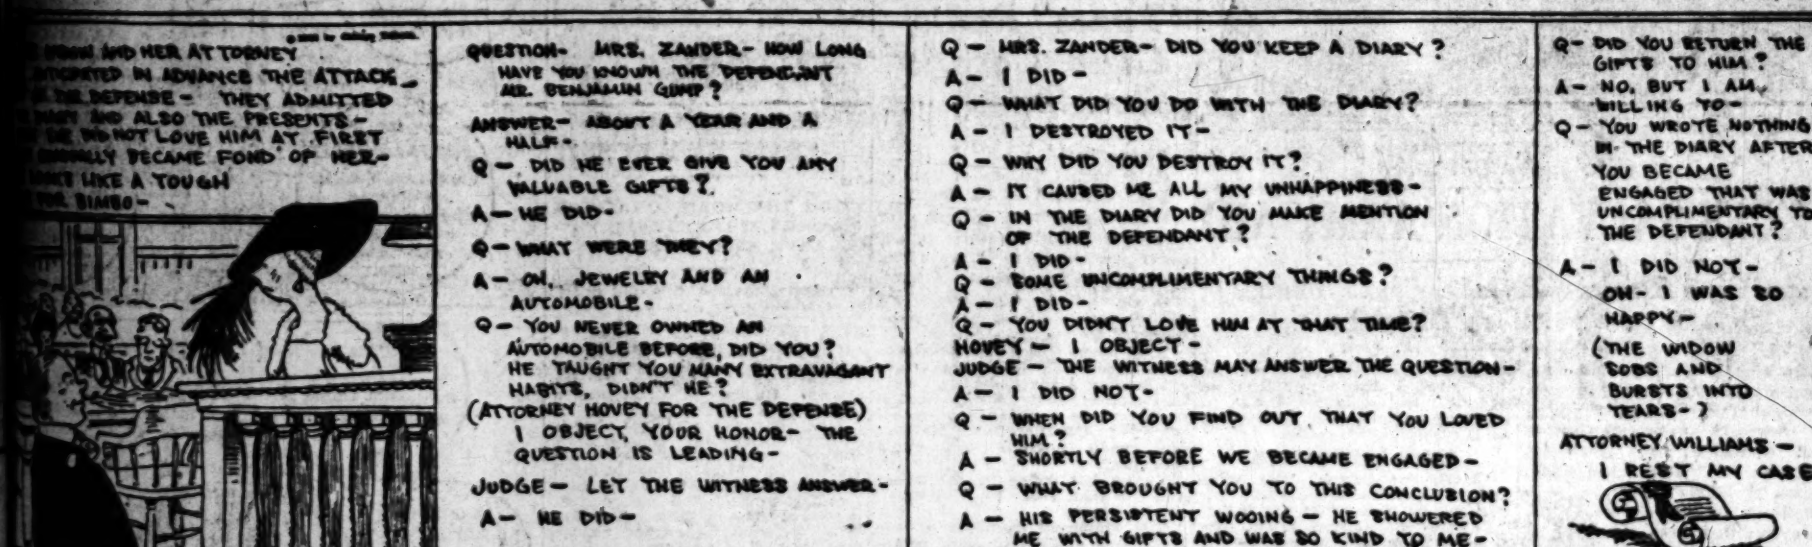 AND HER ATTORNEY
IN ADVANCE THE ATTACK
DEFENSE - THEY ADMITTED
AND ALSO THE PRESENTS -
DID NOT LOVE HIM AT FIRST
BECAME FOND OF HER -
LIKE A TOUGH
FOR BIMBO -
QUESTION - MRS. ZANDER - HOW LONG
HAVE YOU KNOWN THE DEFENDANT
MR. BENJAMIN GUMP?
ANSWER - ABOUT A YEAR AND A
HALF -
Q - DID HE EVER GIVE YOU ANY
VALUABLE GIFTS?
A - HE DID -
Q - WHAT WERE THEY?
A - OH, JEWELRY AND AN
AUTOMOBILE -
Q - YOU NEVER OWNED AN
AUTOMOBILE BEFORE, DID YOU?
HE TAUGHT YOU MANY EXTRAVAGANT
HABITS, DIDN'T HE?
(ATTORNEY HOVEY FOR THE DEFENSE)
I OBJECT, YOUR HONOR - THE
QUESTION IS LEADING -
JUDGE - LET THE WITNESS ANSWER -
A - HE DID -
Q - MRS. ZANDER - DID YOU KEEP A DIARY?
A - I DID -
Q - WHAT DID YOU DO WITH THE DIARY?
A - I DESTROYED IT -
Q - WHY DID YOU DESTROY IT?
A - IT CAUSED ME ALL MY UNHAPPINESS -
Q - IN THE DIARY DID YOU MAKE MENTION
OF THE DEFENDANT?
A - I DID -
Q - SOME UNCOMPLIMENTARY THINGS?
A - I DID -
Q - YOU DIDN'T LOVE HIM AT THAT TIME?
HOVEY - I OBJECT -
JUDGE - THE WITNESS MAY ANSWER THE QUESTION -
A - I DID NOT -
Q - WHEN DID YOU FIND OUT THAT YOU LOVED
HIM?
A - SHORTLY BEFORE WE BECAME ENGAGED -
Q - WHAT BROUGHT YOU TO THIS CONCLUSION?
A - HIS PERSISTENT WOOING - HE SHOWERED
ME WITH GIFTS AND WAS SO KIND TO ME -
Q - DID YOU RETURN THE
GIFTS TO HIM?
A - NO, BUT I AM
WILLING TO -
Q - YOU WROTE NOTHING
IN THE DIARY AFTER
YOU BECAME
ENGAGED THAT WAS
UNCOMPLIMENTARY TO
THE DEFENDANT?
A - I DID NOT -
OH - I WAS SO
HAPPY -
(THE WIDOW
SOBS AND
BURSTS INTO
TEARS -)
ATTORNEY WILLIAMS -
I REST MY CASE